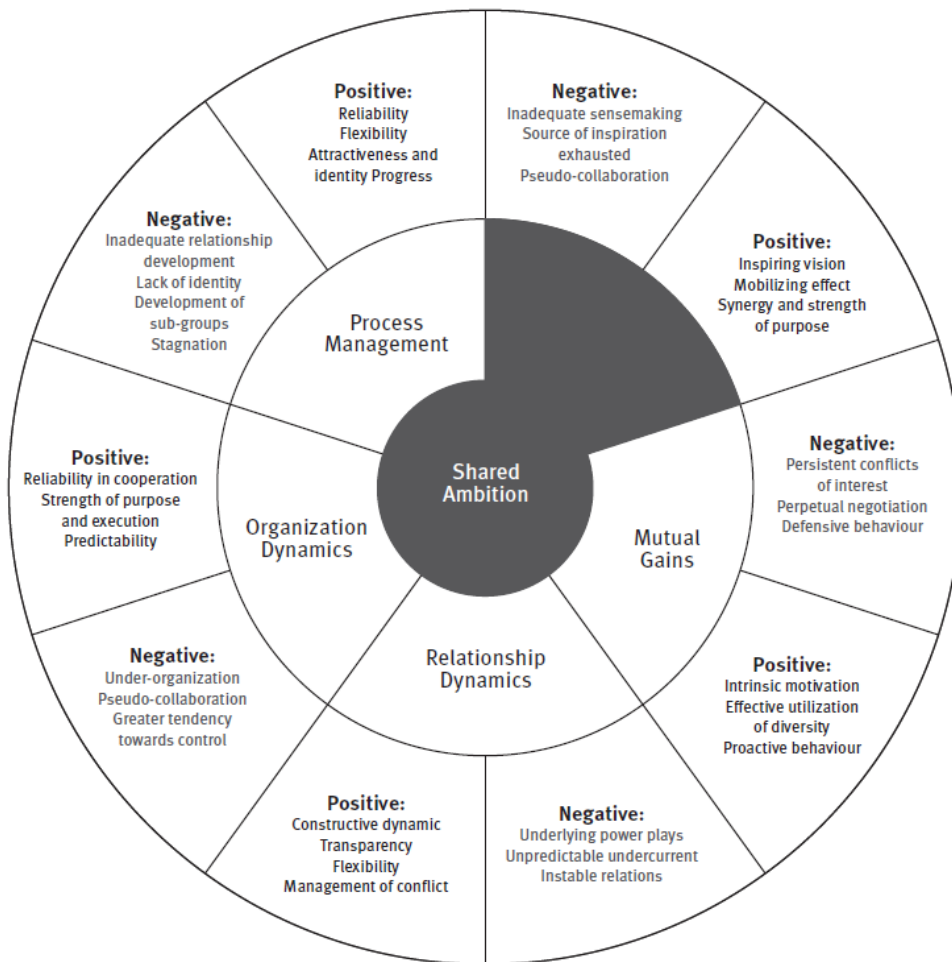 Positive:
Reliability
Flexibility
Attractiveness and
identity Progress
Negative:
Inadequate sensemaking
Source of inspiration
exhausted
Pseudo-collaboration
Negative:
Inadequate relationship
development
Lack of identity
Development of
sub-groups
Stagnation
Positive:
Inspiring vision
Mobilizing effect
Synergy and strength
of purpose
Process
Management
Positive:
Reliability in cooperation
Strength of purpose
and execution
Predictability
Organization
Dynamics
Shared
Ambition
Mutual
Gains
Negative:
Persistent conflicts
of interest
Perpetual negotiation
Defensive behaviour
Negative:
Under-organization
Pseudo-collaboration
Greater tendency
towards control
Relationship
Dynamics
Positive:
Intrinsic motivation
Effective utilization
of diversity
Proactive behaviour
Positive:
Constructive dynamic
Transparency
Flexibility
Management of conflict
Negative:
Underlying power plays
Unpredictable undercurrent
Instable relations